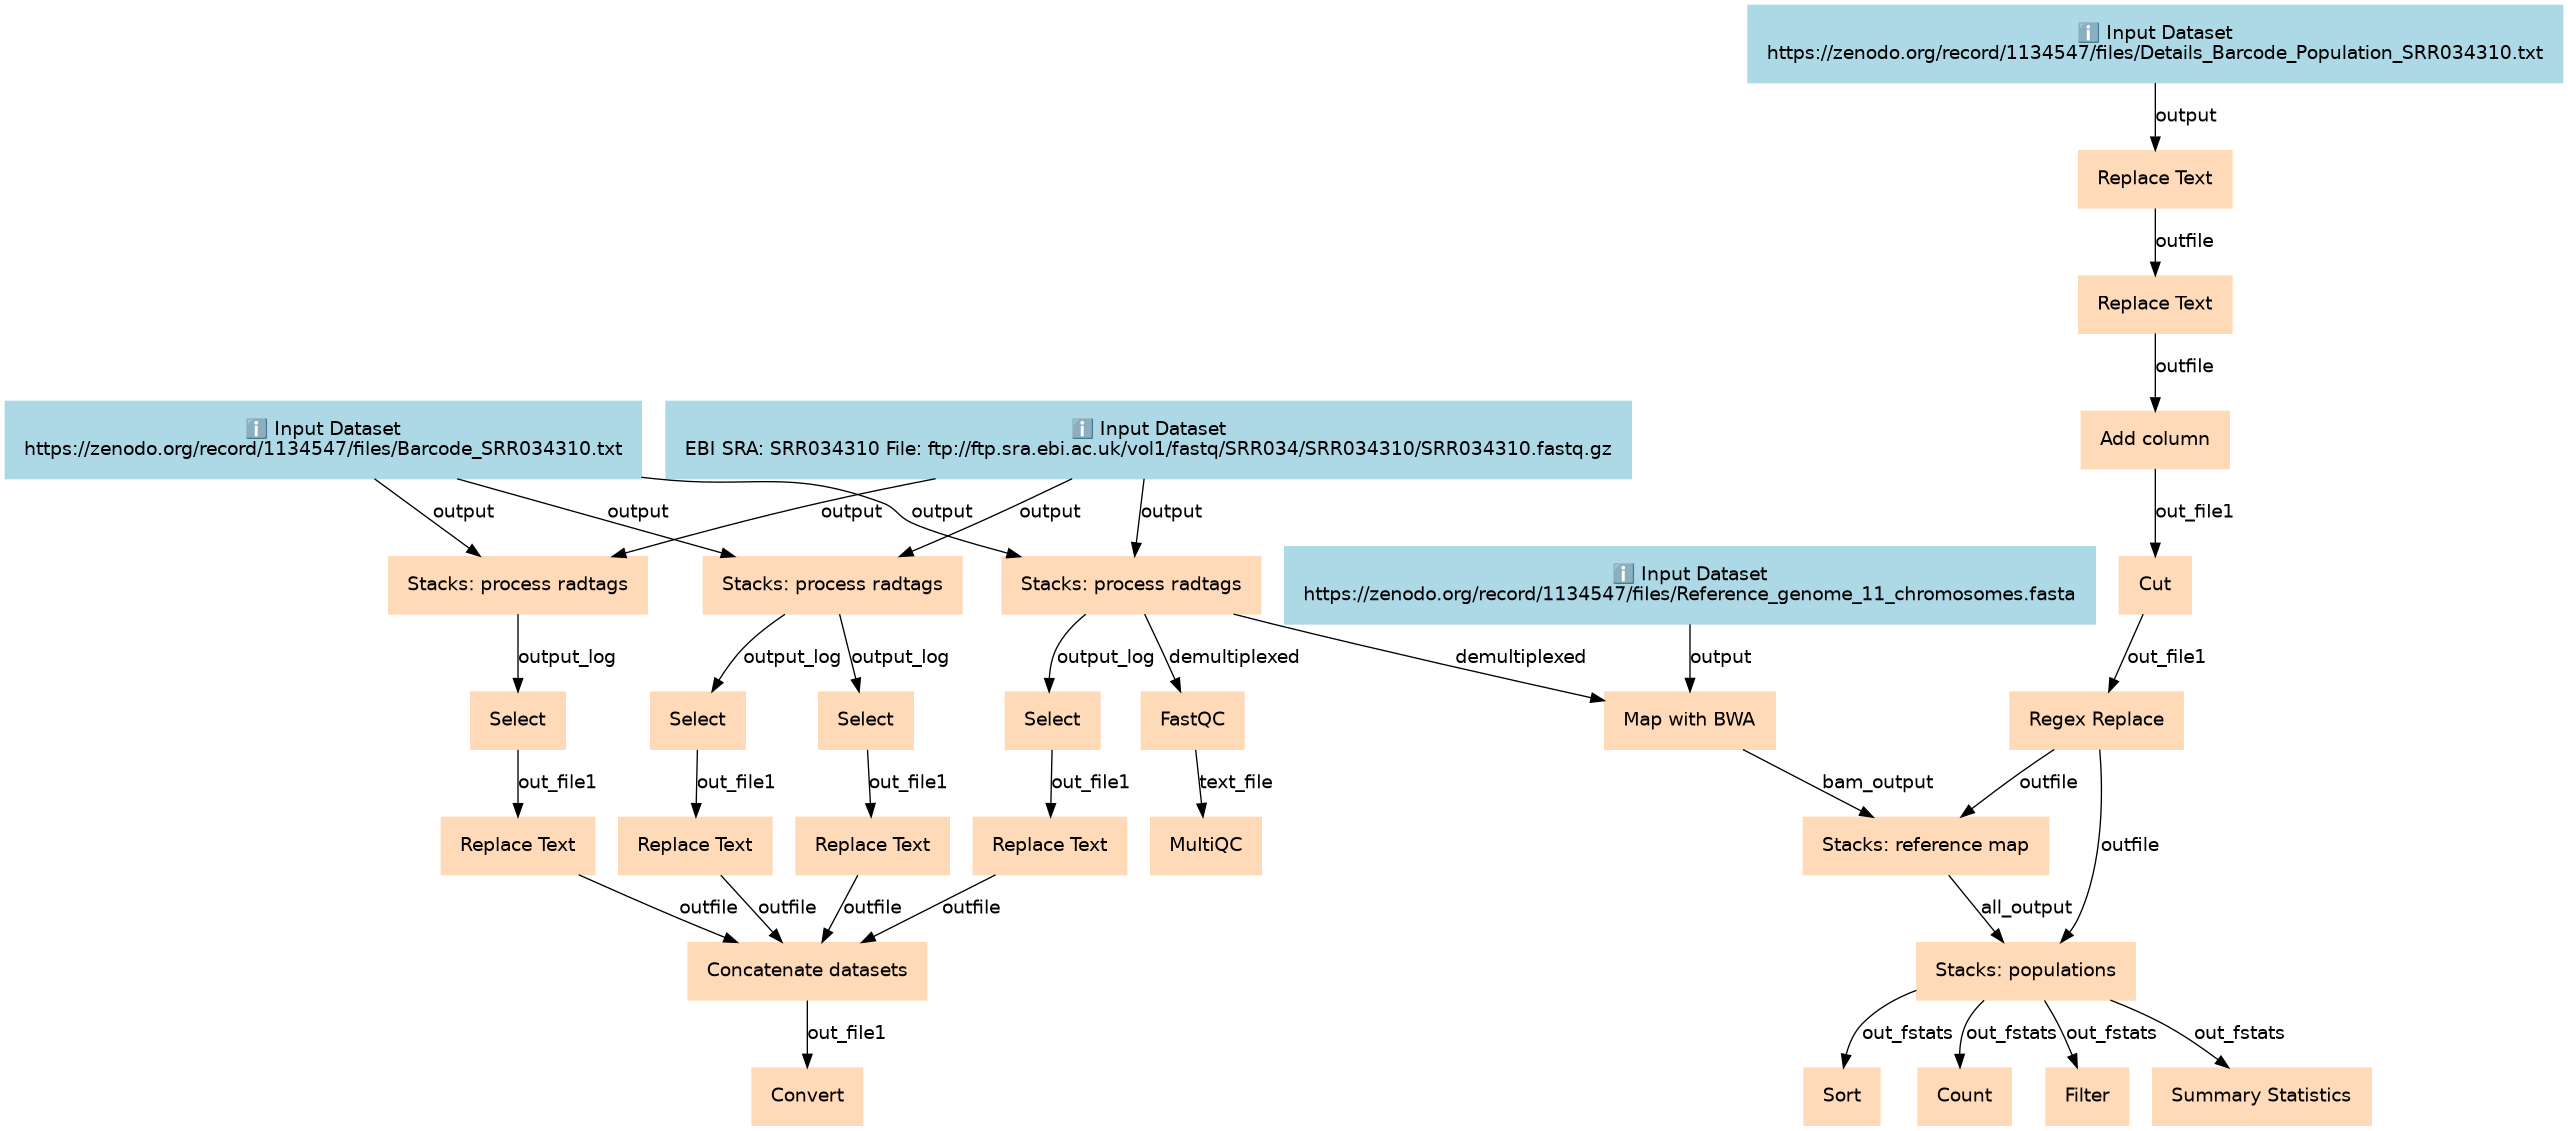 ℹ️ Input Dataset
https://zenodo.org/record/1134547/files/Details_Barcode_Population_SRR034310.txt
output
Replace Text
outfile
Replace Text
outfile
Add column
ℹ️ Input Dataset
https://zenodo.org/record/1134547/files/Barcode_SRR034310.txt
ℹ️ Input Dataset
EBI SRA: SRR034310 File: ftp://ftp.sra.ebi.ac.uk/vol1/fastq/SRR034/SRR034310/SRR034310.fastq.gz
output
output
output
output
output
output
out_file1
Stacks: process radtags
Stacks: process radtags
Stacks: process radtags
ℹ️ Input Dataset
https://zenodo.org/record/1134547/files/Reference_genome_11_chromosomes.fasta
Cut
output_log
output_log
output_log
output_log
demultiplexed
demultiplexed
output
out_file1
Select
Select
Select
Select
FastQC
Map with BWA
Regex Replace
out_file1
out_file1
out_file1
out_file1
text_file
bam_output
outfile
outfile
Replace Text
Replace Text
Replace Text
Replace Text
MultiQC
Stacks: reference map
outfile
outfile
outfile
outfile
all_output
Concatenate datasets
Stacks: populations
out_file1
out_fstats
out_fstats
out_fstats
out_fstats
Convert
Sort
Count
Filter
Summary Statistics